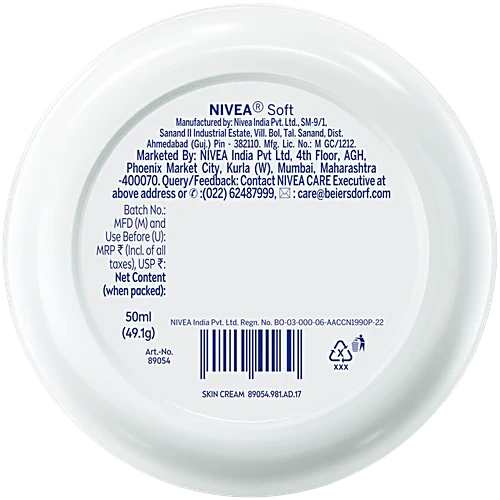 NIVEA® Soft
Manufactured by: Nivea India Pvt. Ltd., SM-9/1,
Sanand II Industrial Estate, Vill. Bol, Tal. Sanand, Dist.
Ahmedabad (Guj.) Pin - 382110. Mfg. Lic. No.: M GC/1212.
Marketed By: NIVEA India Pvt Ltd, 4th Floor, AGH,
Phoenix Market City, Kurla (W), Mumbai, Maharashtra
-400070. Query/Feedback: Contact NIVEA CARE Executive at
above address or ✆:(022) 62487999, ✉: care@beiersdorf.com
Batch No.:
MFD (M) and
Use Before (U):
MRP ₹ (Incl. of all
taxes), USP ₹:
Net Content
(when packed):
50ml
(49.1g)
NIVEA India Pvt. Ltd. Regn. No. BO-03-000-06-AACCN1990P-22
Art.-No.
89054
XXX
SKIN CREAM 89054.981.AD.17